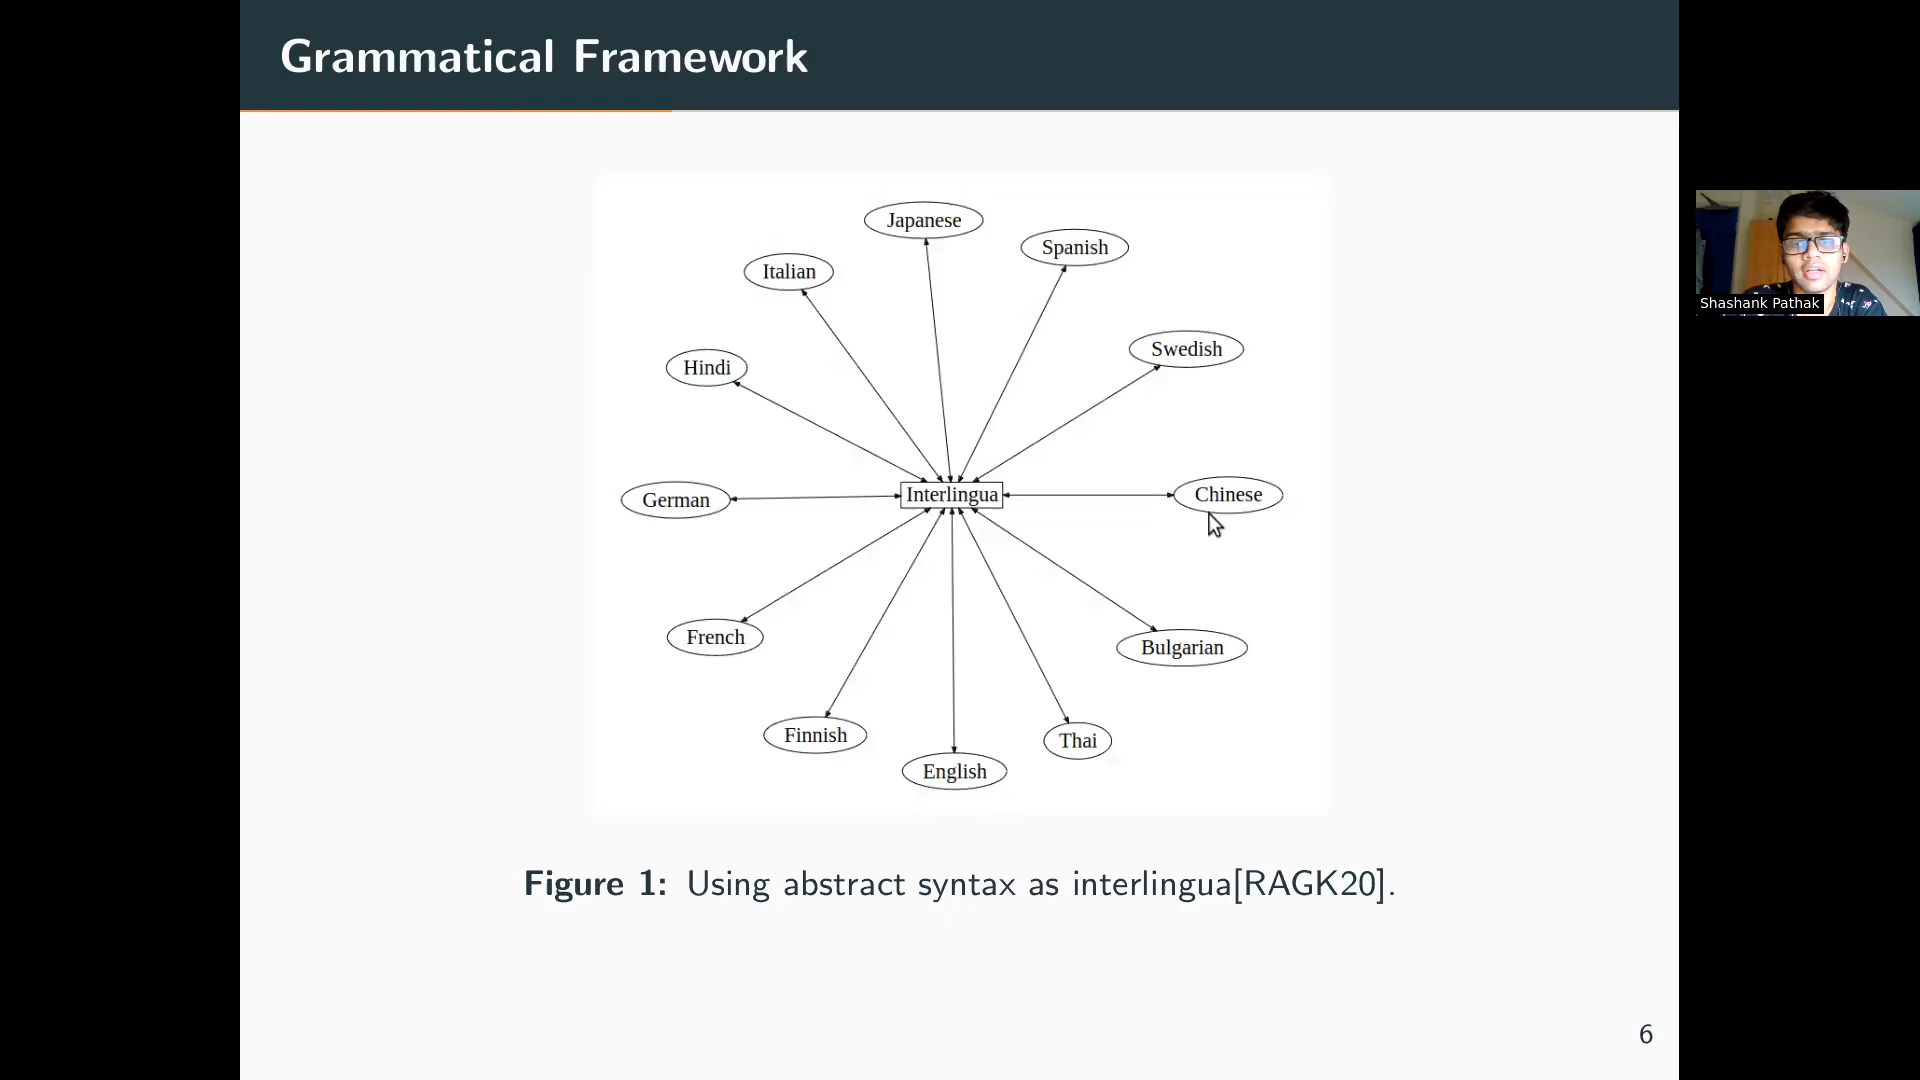 Grammatical Framework
Japanese
Spanish
Italian
Swedish
Hindi
Interlingua
Chinese
German
French
Bulgarian
Finnish
Thai
English
Figure 1: Using abstract syntax as interlingua[RAGK20].
6
Shashank Pathak